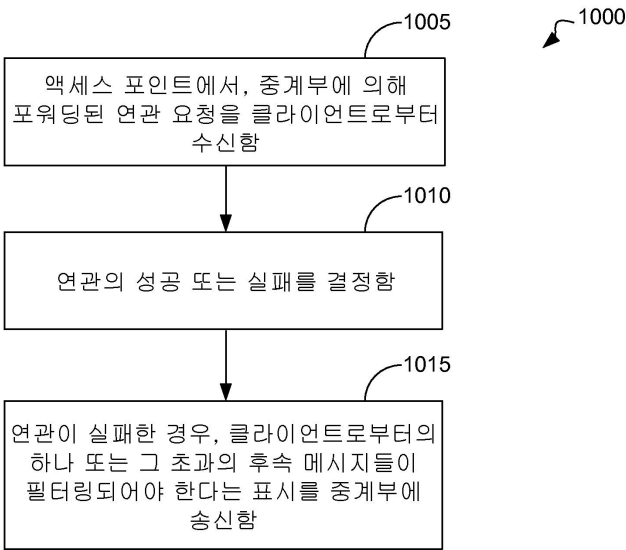 1000
1005
액세스 포인트에서, 중계부에 의해
포워딩된 연관 요청을 클라이언트로부터
수신함
1010
연관의 성공 또는 실패를 결정함
1015
연관이 실패한 경우, 클라이언트로부터의
하나 또는 그 초과의 후속 메시지들이
필터링되어야 한다는 표시를 중계부에
송신함